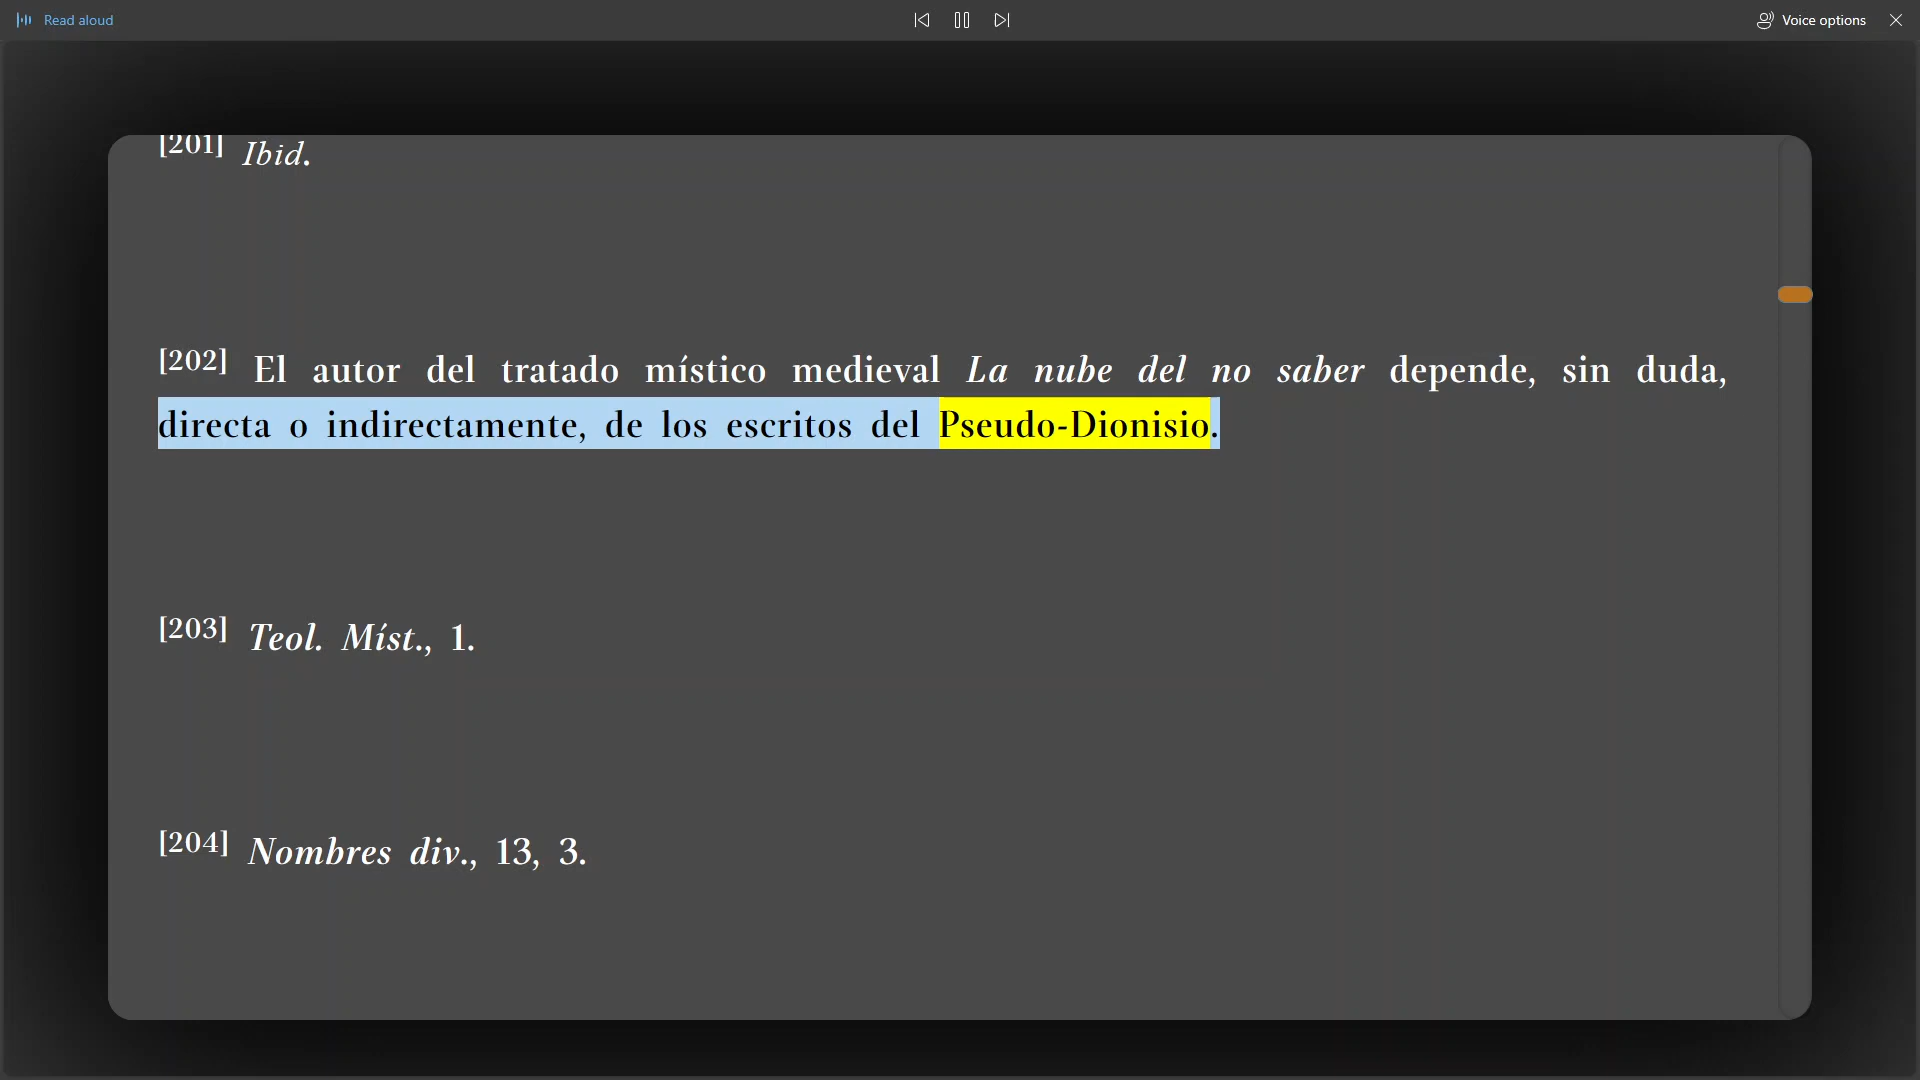 Read aloud
Voice options
[201] Ibid.
[202] El autor del tratado místico medieval La nube del no saber depende, sin duda,
directa o indirectamente, de los escritos del Pseudo-Dionisio.
[203] Teol. Míst., 1.
[204] Nombres div., 13, 3.